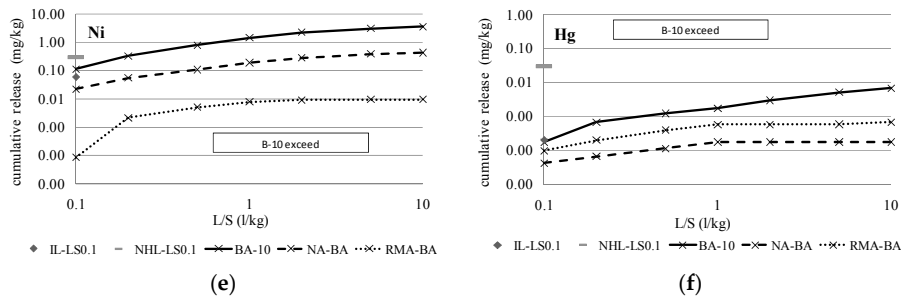 Ni
cumulative release (mg/kg)
10.00
1.00
0.10
0.01
0.00
0.00
0.00
B-10 exceed
0.1
1
10
L/S (l/kg)
IL-LS0.1 NHL-LS0.1 BA-10 NA-BA RMA-BA
(e)
Hg
cumulative release (mg/kg)
1.00
0.10
0.01
0.00
0.00
0.00
B-10 exceed
0.1
1
10
L/S (l/kg)
IL-LS0.1 NHL-LS0.1 BA-10 NA-BA RMA-BA
(f)